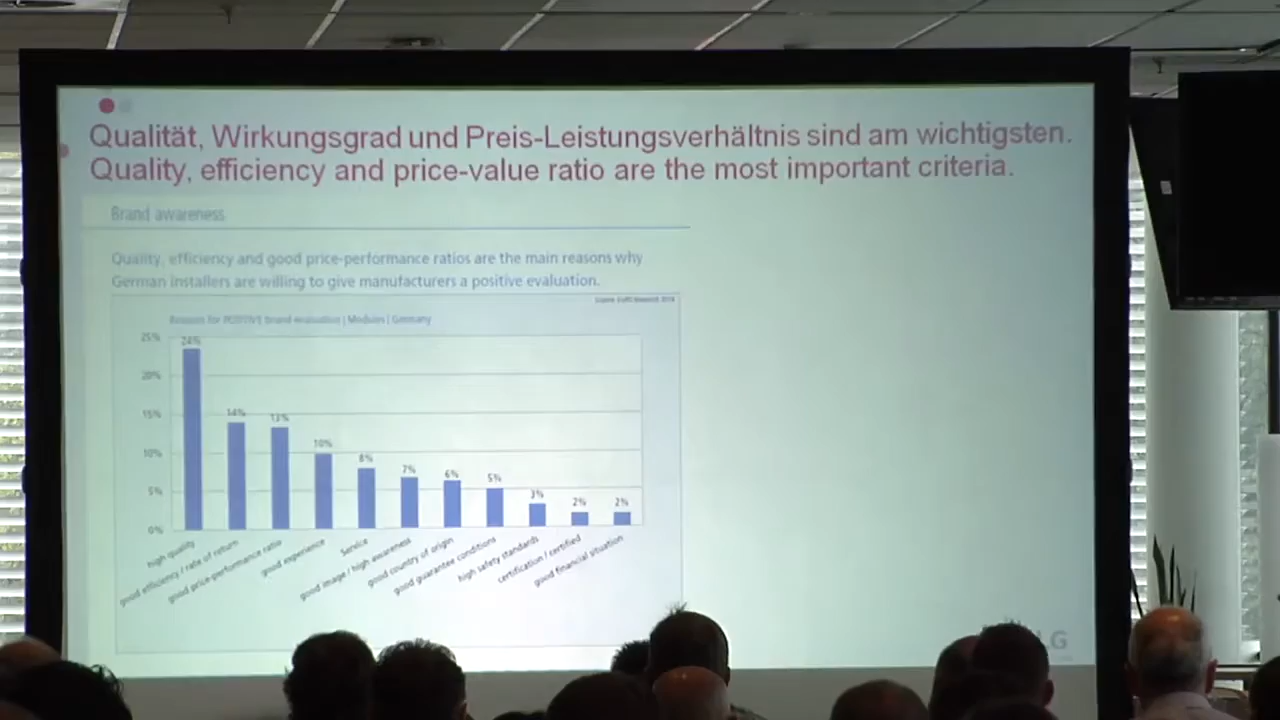 Qualität, Wirkungsgrad und Preis-Leistungsverhältnis sind am wichtigsten.
Quality, efficiency and price-value ratio are the most important criteria.
Brand awareness
Quality, efficiency and good price-performance ratios are the main reasons why
German installers are willing to give manufacturers a positive evaluation.
Reasons for POSITIVE brand evaluation | Modules | Germany
25%
20%
15%
10%
5%
0%
24%
14%
13%
10%
8%
7%
6%
5%
3%
2%
2%
high quality
good efficiency / rate of return
good price-performance ratio
good experience
Service
good image / high awareness
good country of origin
good guarantee conditions
high safety standards
certification / certified
good financial situation
LG